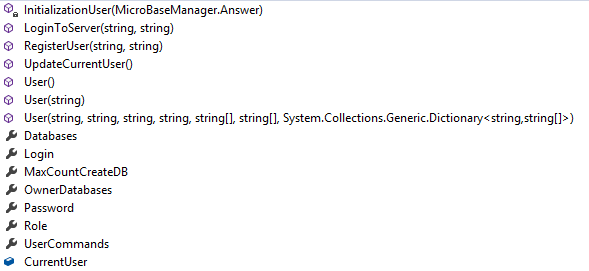 InitializationUser(MicroBaseManager.Answer)
LoginToServer(string, string)
RegisterUser(string, string)
UpdateCurrentUser()
User()
User(string)
User(string, string, string, string, string[], string[], System.Collections.Generic.Dictionary<string,string[]>)
Databases
Login
MaxCountCreateDB
OwnerDatabases
Password
Role
UserCommands
CurrentUser